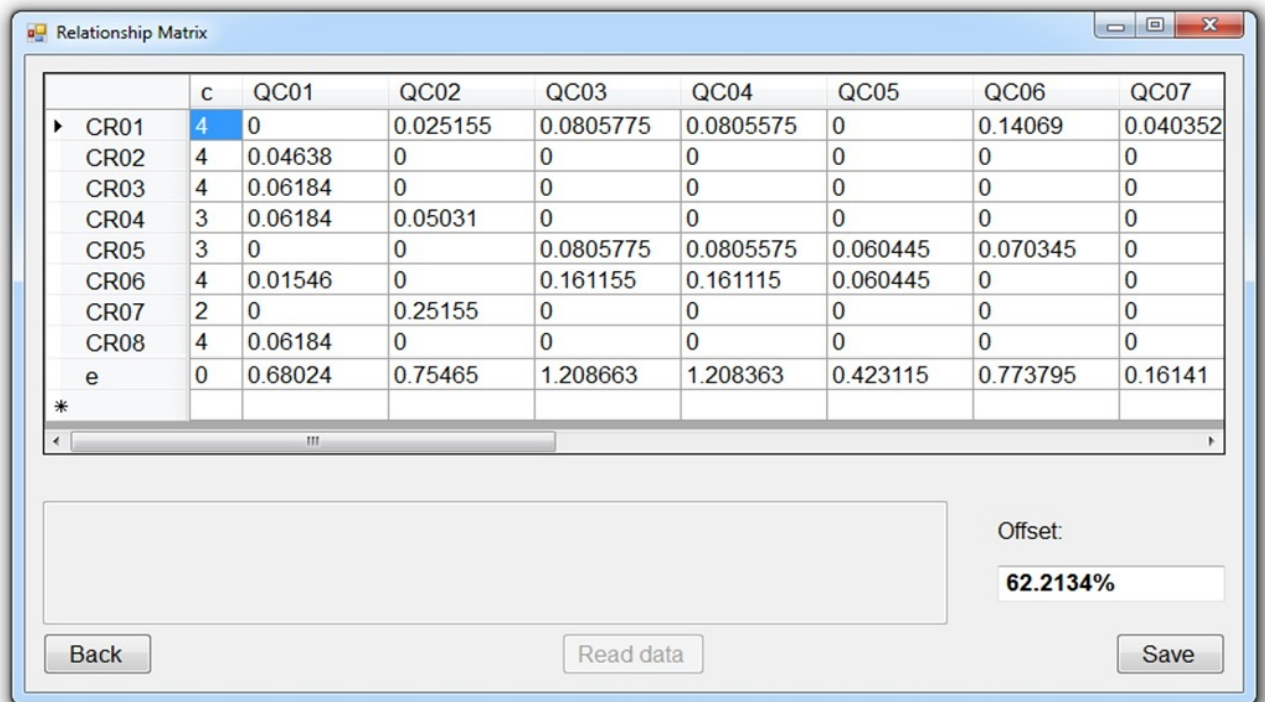 Relationship Matrix
c QC01 QC02 QC03 QC04 QC05 QC06 QC07
CR01 4 0 0.025155 0.0805775 0.0805575 0 0.14069 0.040352
CR02 4 0.04638 0 0 0 0 0 0
CR03 4 0.06184 0 0 0 0 0 0
CR04 3 0.06184 0.05031 0 0 0 0 0
CR05 3 0 0 0.0805775 0.0805575 0.060445 0.070345 0
CR06 4 0.01546 0 0.161155 0.161115 0.060445 0 0
CR07 2 0 0.25155 0 0 0 0 0
CR08 4 0.06184 0 0 0 0 0 0
e 0 0.68024 0.75465 1.208663 1.208363 0.423115 0.773795 0.16141
*
Offset:
62.2134%
Back Read data Save